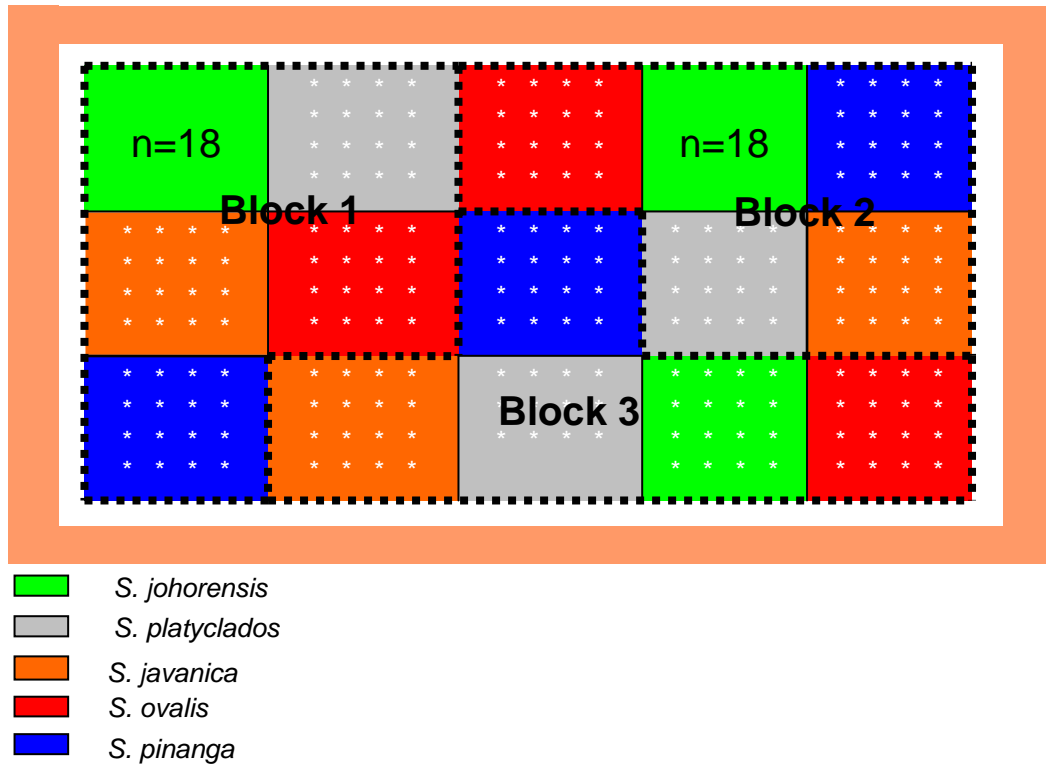 n=18
n=18
Block 1
Block 2
Block 3
S. johorensis
S. platyclados
S. javanica
S. ovalis
S. pinanga